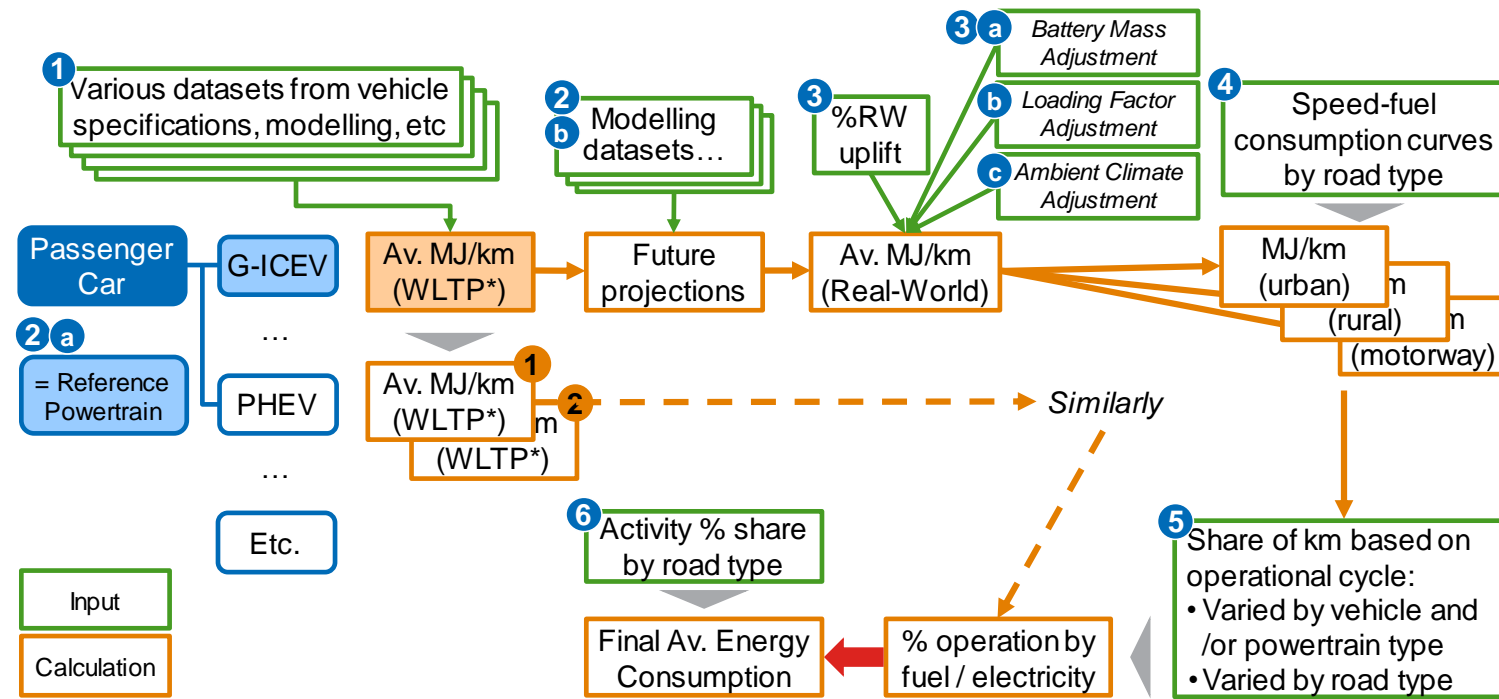 1
Various datasets from vehicle
specifications, modelling, etc
2
b
Modelling
datasets…
3
%RW
uplift
3
a
Battery Mass
Adjustment
b
Loading Factor
Adjustment
c
Ambient Climate
Adjustment
4
Speed-fuel
consumption curves
by road type
Passenger
Car
G-ICEV
Av. MJ/km
(WLTP*)
Future
projections
Av. MJ/km
(Real-World)
MJ/km
(urban)
m
(rural)
m
(motorway)
2
a
= Reference
Powertrain
…
PHEV
…
Etc.
1
Av. MJ/km
(WLTP*)
2
m
(WLTP*)
Similarly
6
Activity % share
by road type
5
Share of km based on
operational cycle:
• Varied by vehicle and
/or powertrain type
• Varied by road type
Input
Calculation
Final Av. Energy
Consumption
% operation by
fuel / electricity